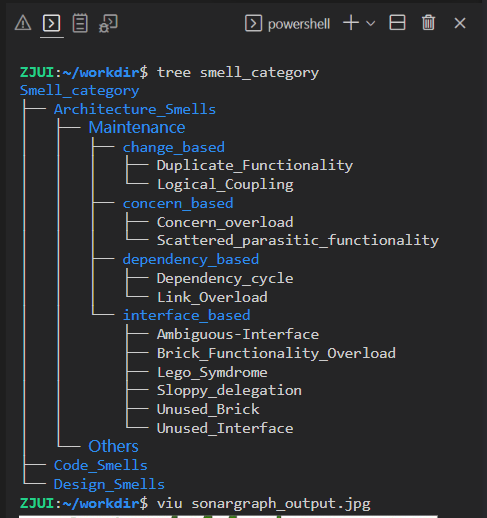 powershell
ZJUI:~/workdir$ tree smell_category
Smell_category
Architecture_Smells
Maintenance
change_based
Duplicate_Functionality
Logical_Coupling
concern_based
Concern_overload
Scattered_parasitic_functionality
dependency_based
Dependency_cycle
Link_Overload
interface_based
Ambiguous-Interface
Brick_Functionality_Overload
Lego_Symdrome
Sloppy_delegation
Unused_Brick
Unused_Interface
Others
Code_Smells
Design_Smells
ZJUI:~/workdir$ viu sonargraph_output.jpg